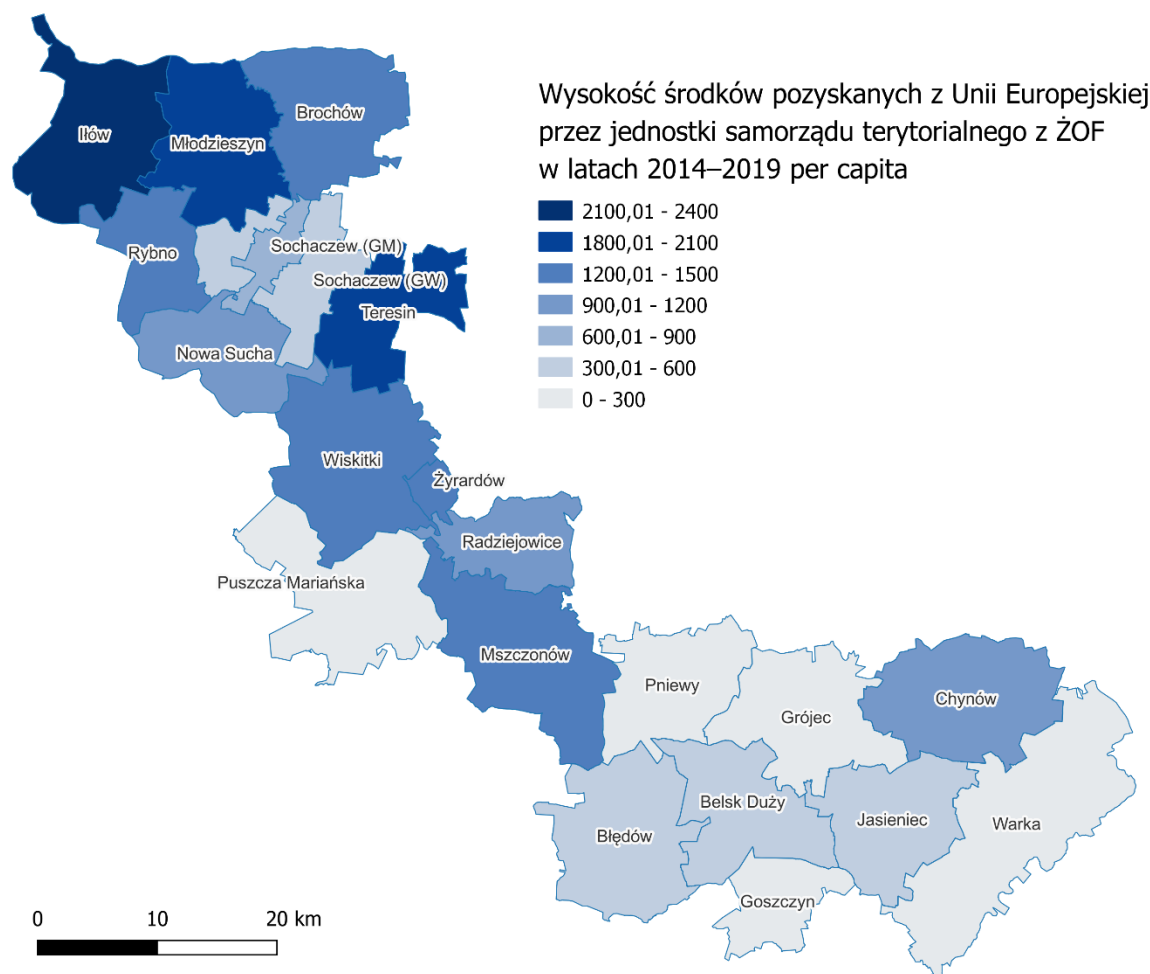 Wysokość środków pozyskanych z Unii Europejskiej
przez jednostki samorządu terytorialnego z ŻOF
w latach 2014–2019 per capita
2100,01 - 2400
1800,01 - 2100
1200,01 - 1500
900,01 - 1200
600,01 - 900
300,01 - 600
0 - 300
Iłów
Młodzieszyn
Brochów
Rybno
Sochaczew (GM)
Sochaczew (GW)
Teresin
Nowa Sucha
Wiskitki
Żyrardów
Radziejowice
Puszcza Mariańska
Mszczonów
Pniewy
Grójec
Chynów
Błędów
Belsk Duży
Jasieniec
Warka
Goszczyn
0 10 20 km